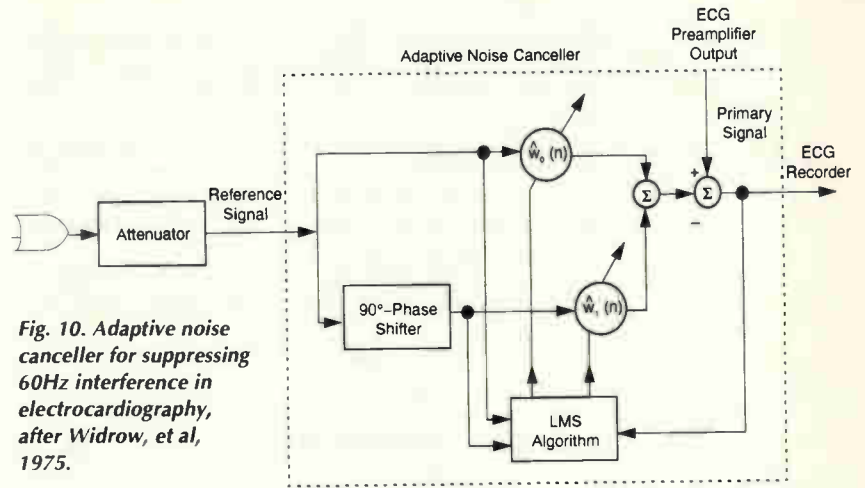 ECG
Preamplifier
Output
Adaptive Noise Canceller
Primary
Signal
ECG
Recorder
ŵ₀ (n)
+
Σ
Σ
−
Reference
Signal
Attenuator
90°–Phase
Shifter
ŵ₁ (n)
LMS
Algorithm
Fig. 10. Adaptive noise
canceller for suppressing
60Hz interference in
electrocardiography,
after Widrow, et al,
1975.